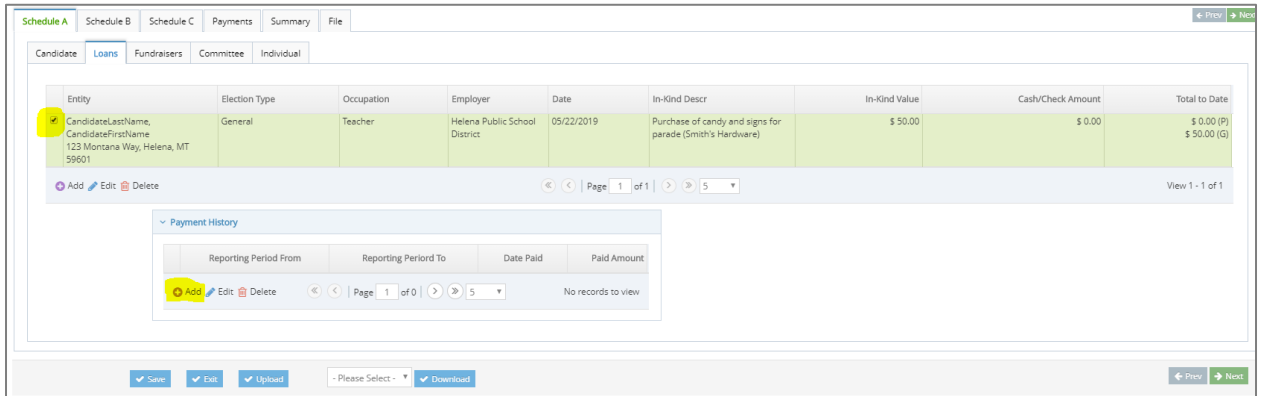 Schedule A Schedule B Schedule C Payments Summary File
← Prev → Next
Candidate Loans Fundraisers Committee Individual
Entity Election Type Occupation Employer Date In-Kind Descr In-Kind Value Cash/Check Amount Total to Date
CandidateLastName, General Teacher Helena Public School 05/22/2019 Purchase of candy and signs for $ 50.00 $ 0.00 $ 0.00 (P)
CandidateFirstName District parade (Smith's Hardware) $ 50.00 (G)
123 Montana Way, Helena, MT
59601
Add Edit Delete Page 1 of 1 5 View 1 - 1 of 1
Payment History
Reporting Period From Reporting Periord To Date Paid Paid Amount
Add Edit Delete Page 1 of 0 5 No records to view
Save Exit Upload - Please Select - Download ← Prev → Next